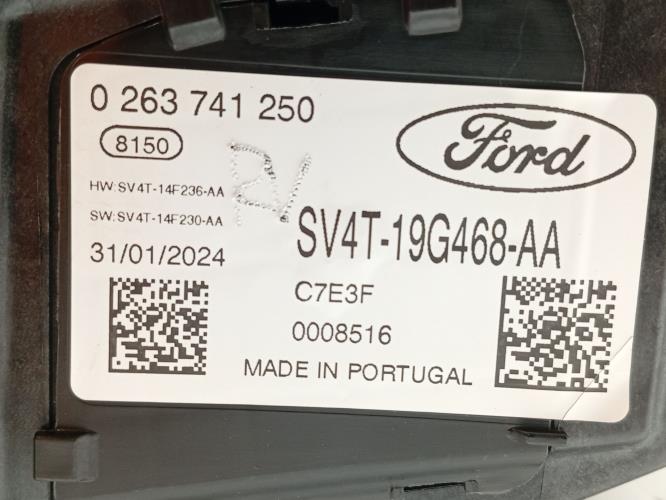 0 263 741 250
8150
Ford
HW:SV4T-14F236-AA
SW:SV4T-14F230-AA
RV
SV4T-19G468-AA
31/01/2024
C7E3F
0008516
MADE IN PORTUGAL